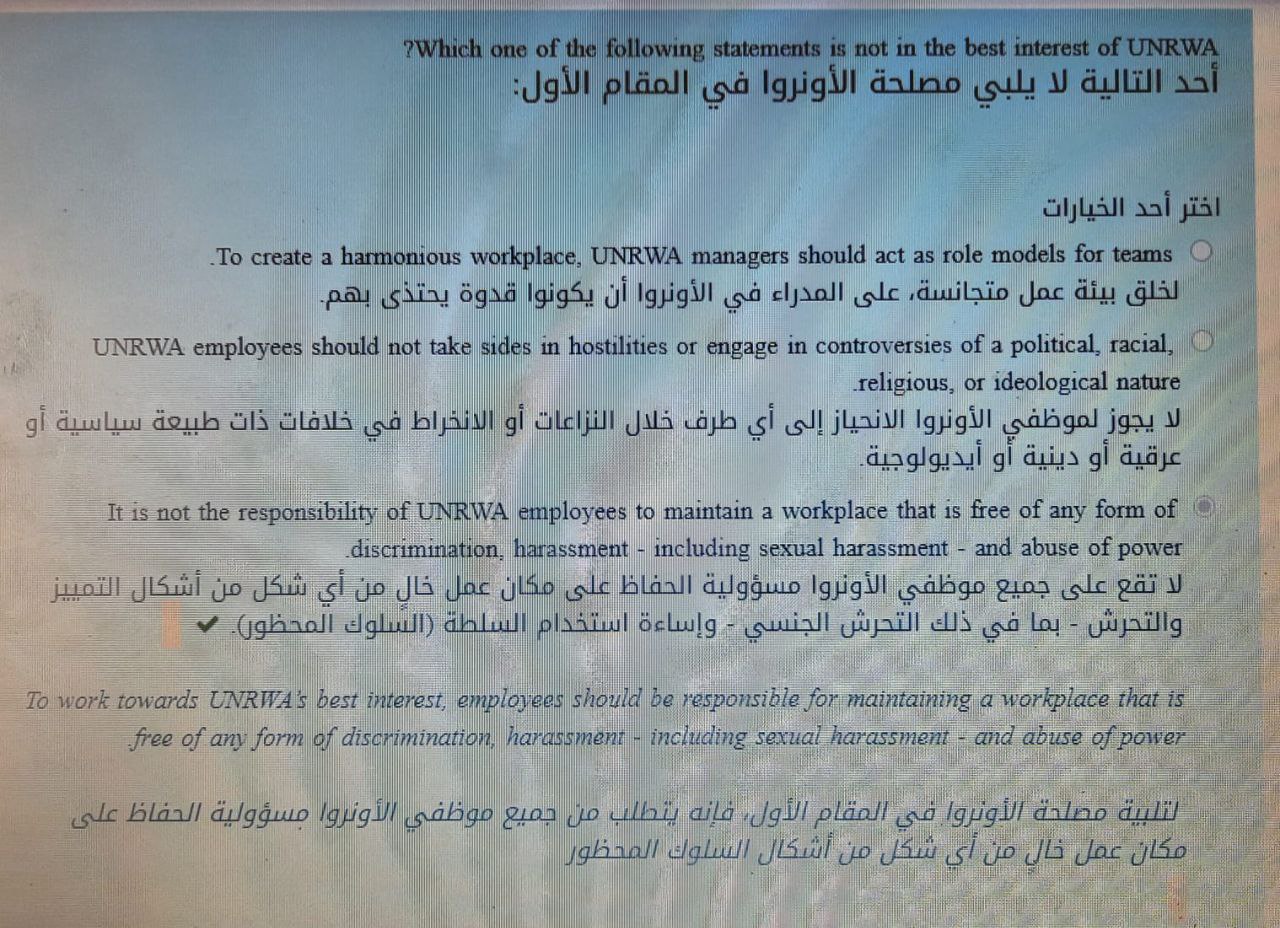 ?Which one of the following statements is not in the best interest of UNRWA
أحد التالية لا يلبي مصلحة الأونروا في المقام الأول:
اختر أحد الخيارات
.To create a harmonious workplace, UNRWA managers should act as role models for teams
لخلق بيئة عمل متجانسة، على المدراء في الأونروا أن يكونوا قدوة يحتذى بهم.
UNRWA employees should not take sides in hostilities or engage in controversies of a political, racial,
.religious, or ideological nature
لا يجوز لموظفي الأونروا الانحياز إلى أي طرف خلال النزاعات أو الانخراط في خلافات ذات طبيعة سياسية أو
عرقية أو دينية أو أيديولوجية.
It is not the responsibility of UNRWA employees to maintain a workplace that is free of any form of
.discrimination, harassment - including sexual harassment - and abuse of power
لا تقع على جميع موظفي الأونروا مسؤولية الحفاظ على مكان عمل خالٍ من أي شكل من أشكال التمييز
والتحرش - بما في ذلك التحرش الجنسي - وإساءة استخدام السلطة (السلوك المحظور). ✔
To work towards UNRWA's best interest, employees should be responsible for maintaining a workplace that is
.free of any form of discrimination, harassment - including sexual harassment - and abuse of power
لتلبية مصلحة الأونروا في المقام الأول، فإنه يتطلب من جميع موظفي الأونروا مسؤولية الحفاظ على
مكان عمل خال من أي شكل من أشكال السلوك المحظور